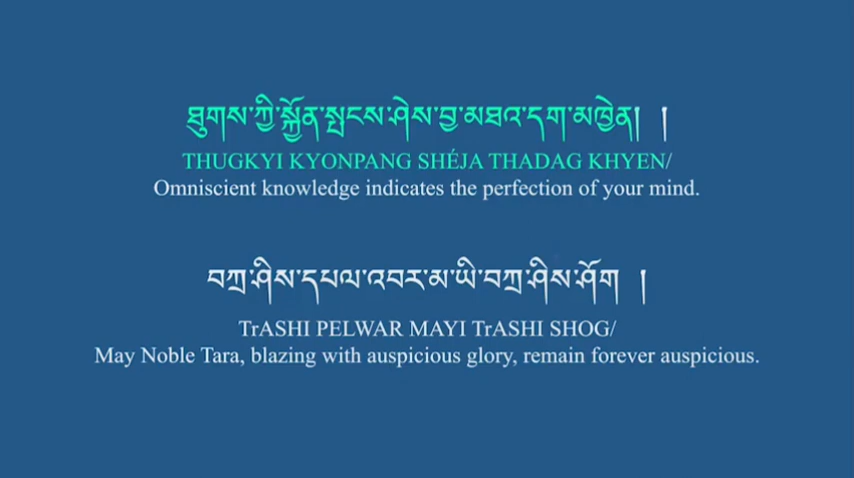 ཐུགས་ཀྱི་སྐྱོན་སྤངས་ཤེས་བྱ་མཐའ་དག་མཁྱེན། །
THUGKYI KYONPANG SHÉJA THADAG KHYEN/
Omniscient knowledge indicates the perfection of your mind.
བཀྲ་ཤིས་དཔལ་འབར་མ་ཡི་བཀྲ་ཤིས་ཤོག །
TrASHI PELWAR MAYI TrASHI SHOG/
May Noble Tara, blazing with auspicious glory, remain forever auspicious.